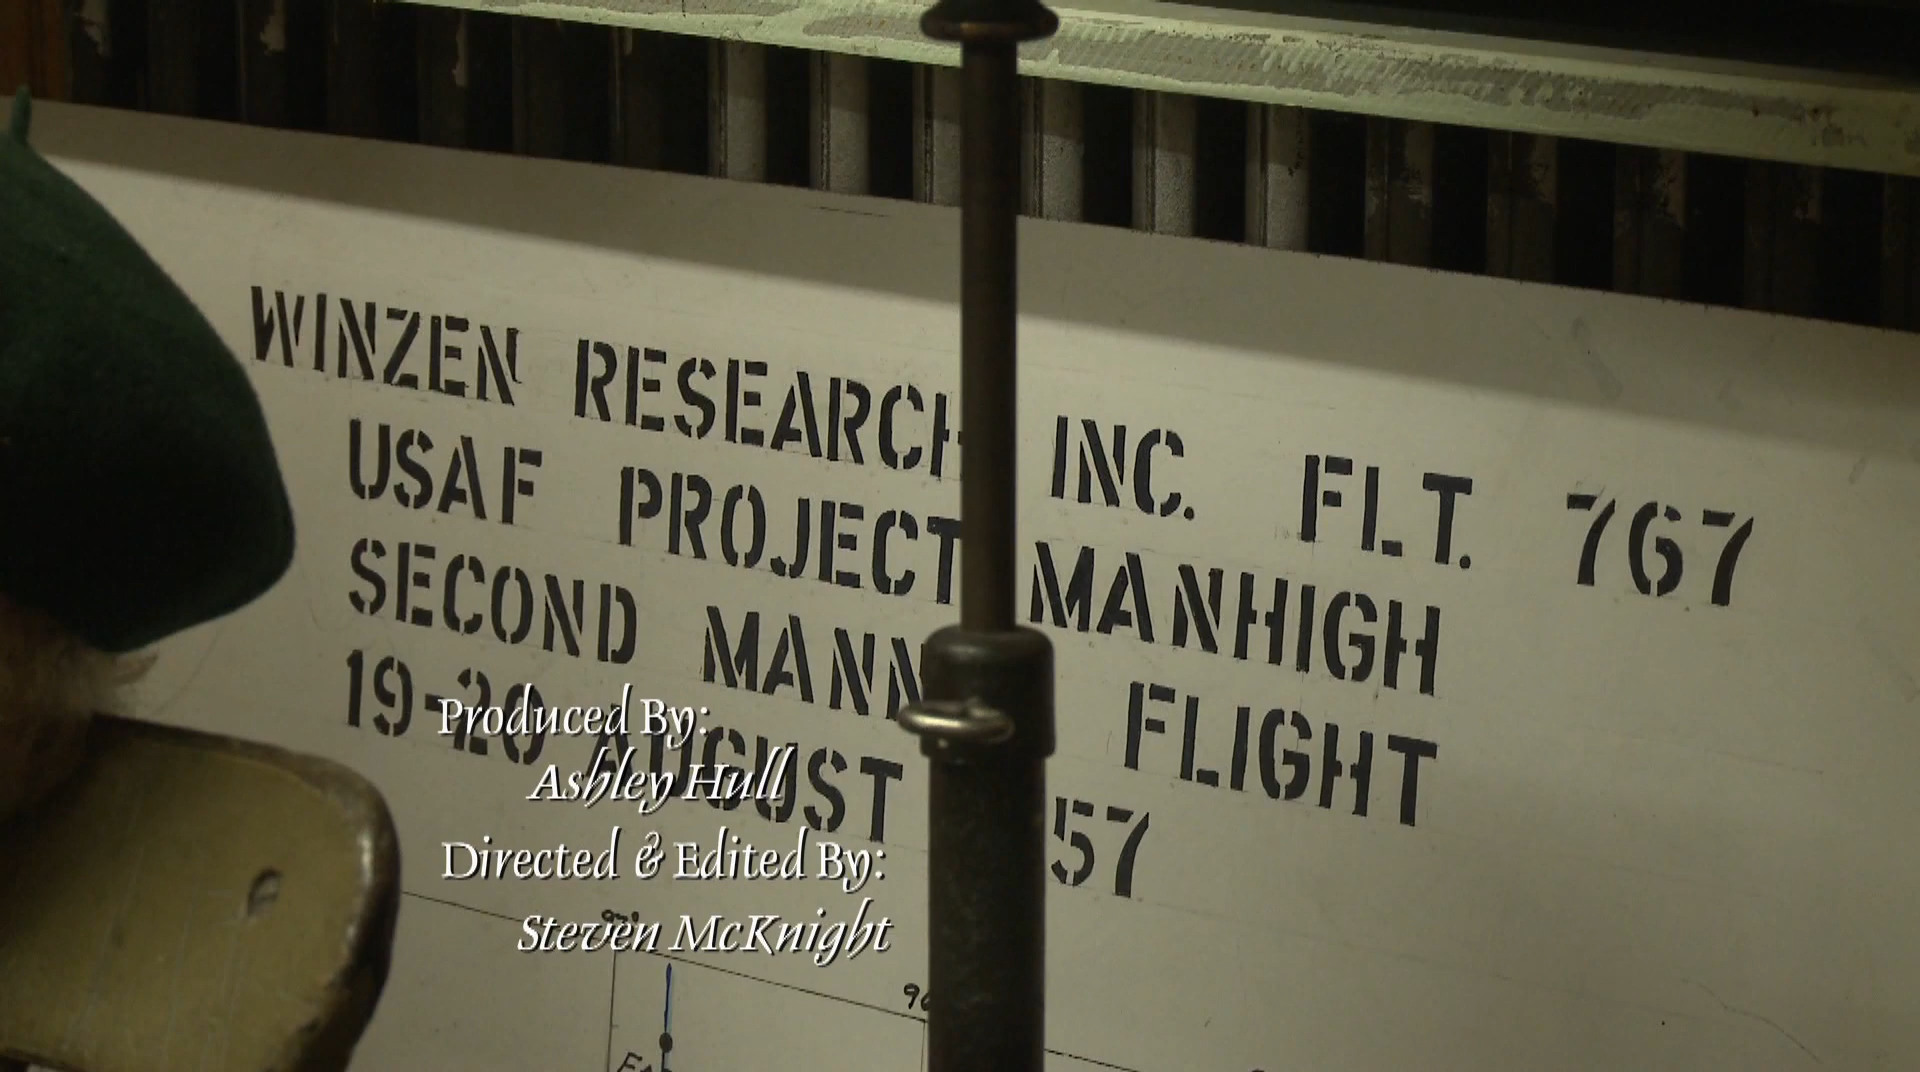 WINZEN RESEARCH INC. FLT. 767
USAF PROJECT MANHIGH
SECOND MANN FLIGHT
19-20 AUGUST 57
Produced By:
Ashley Hull
Directed & Edited By:
Steven McKnight